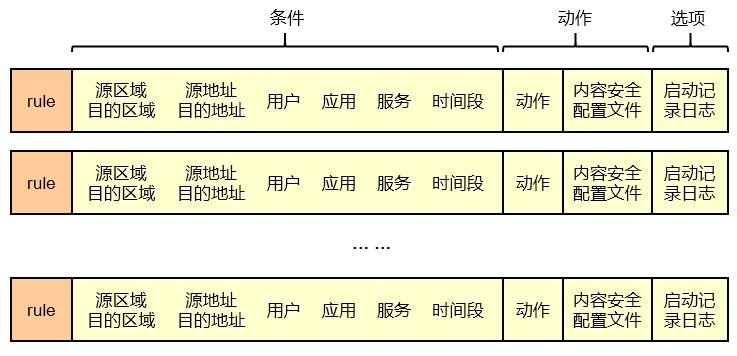 条件 动作 选项
rule 源区域 源地址 用户 应用 服务 时间段 动作 内容安全 启动记
目的区域 目的地址 配置文件 录日志
rule 源区域 源地址 用户 应用 服务 时间段 动作 内容安全 启动记
目的区域 目的地址 配置文件 录日志
... ...
rule 源区域 源地址 用户 应用 服务 时间段 动作 内容安全 启动记
目的区域 目的地址 配置文件 录日志